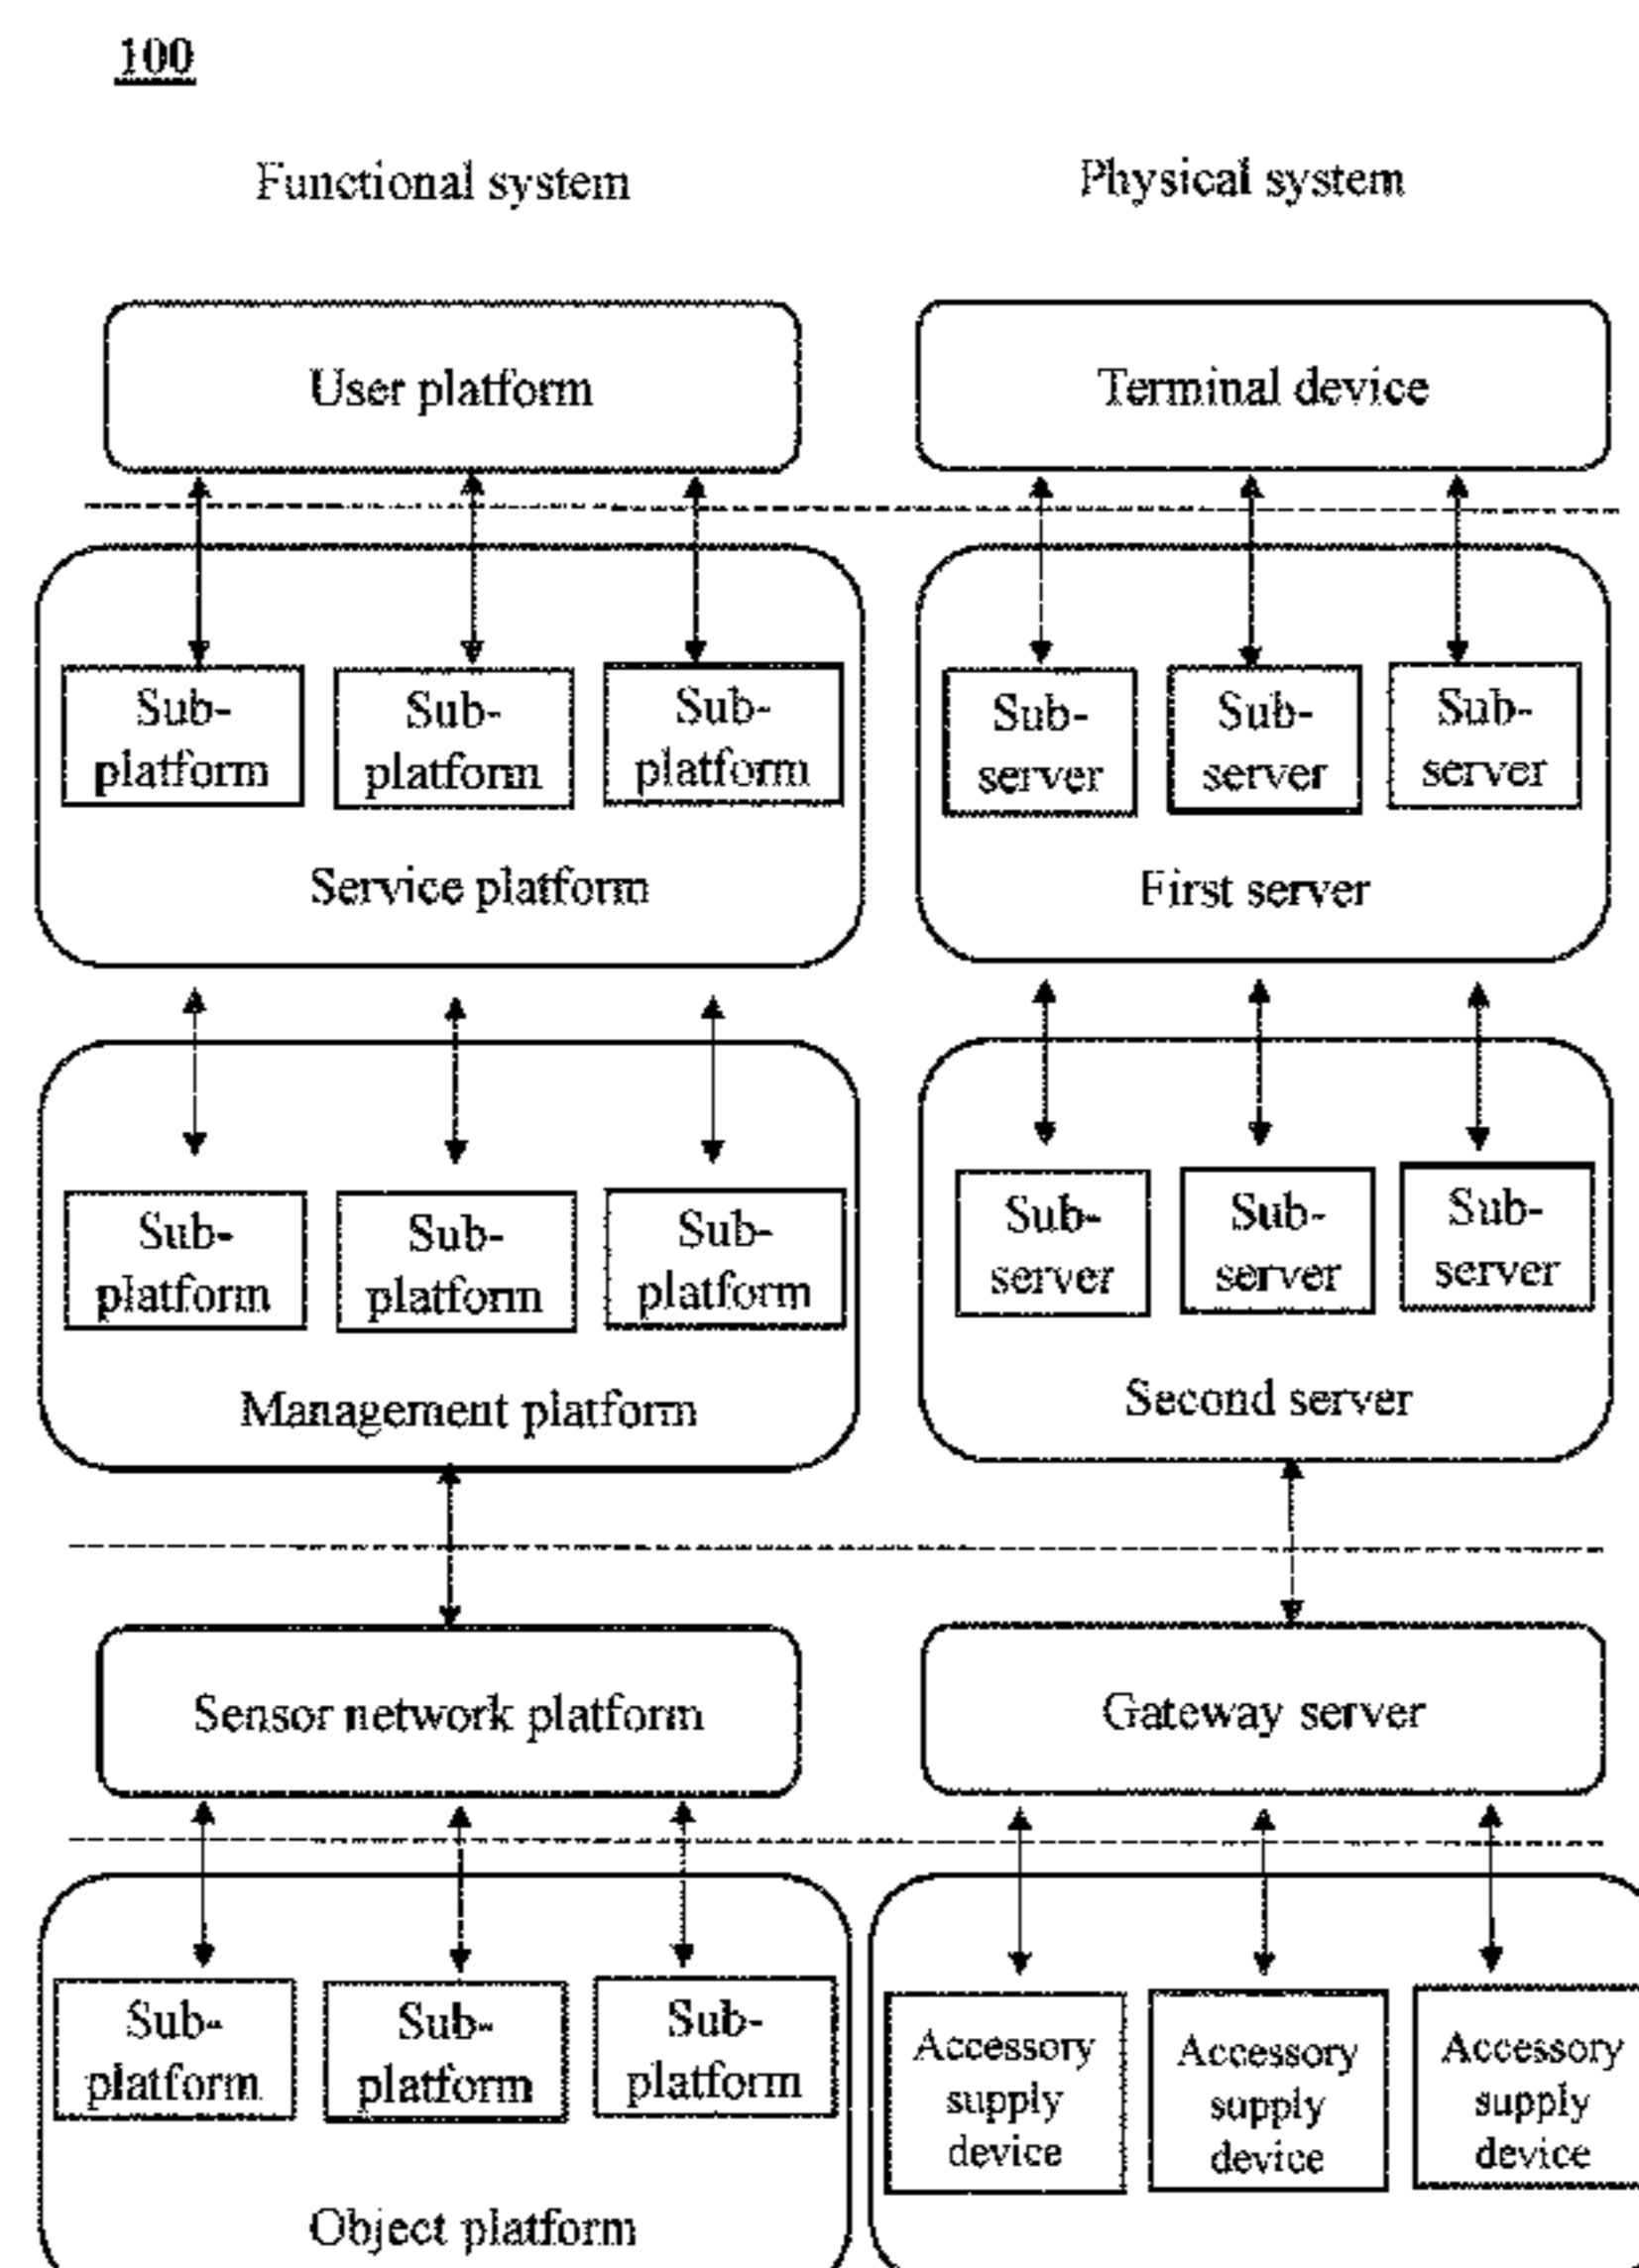 100
Functional system
Physical system
User platform
Terminal device
Sub-
platform
Sub-
platform
Sub-
platform
Sub-
server
Sub-
server
Sub-
server
Service platform
First server
Sub-
platform
Sub-
platform
Sub-
platform
Sub-
server
Sub-
server
Sub-
server
Management platform
Second server
Sensor network platform
Gateway server
Sub-
platform
Sub-
platform
Sub-
platform
Accessory
supply
device
Accessory
supply
device
Accessory
supply
device
Object platform